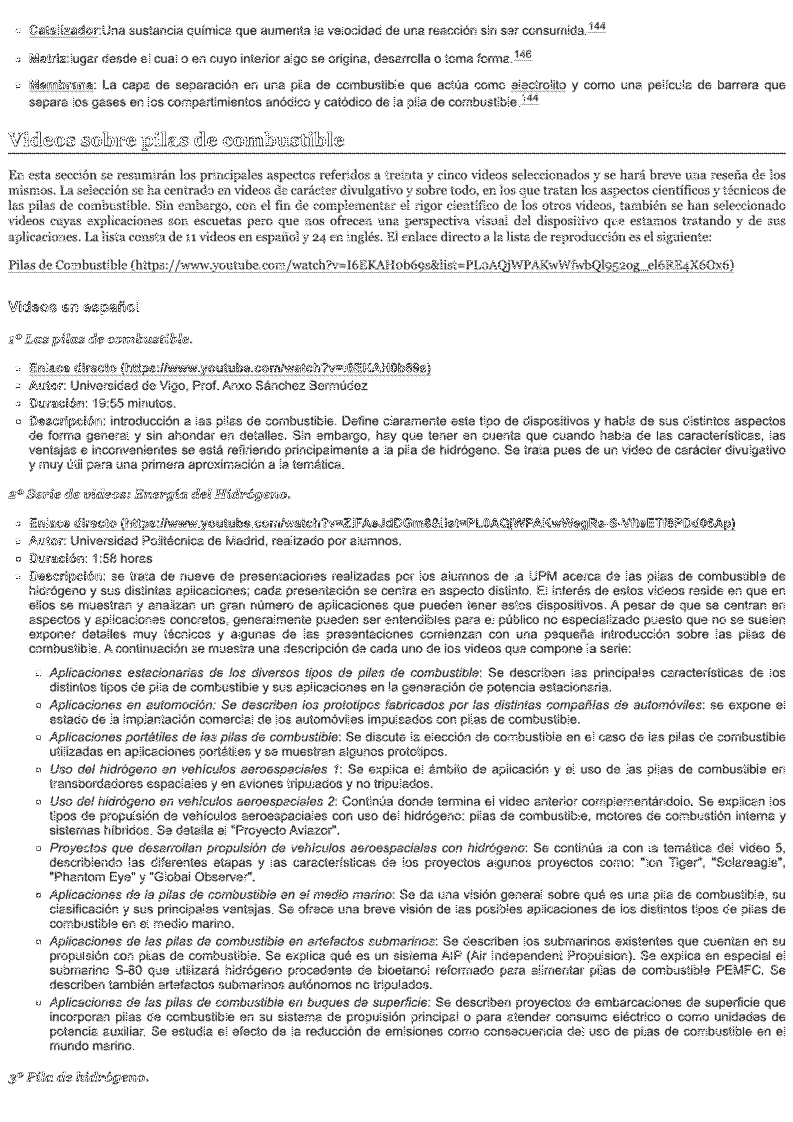 Catalizador:Una sustancia química que aumenta la velocidad de una reacción sin ser consumida.144
Matriz:lugar desde el cual o en cuyo interior algo se origina, desarrolla o toma forma.146
Membrana: La capa de separación en una pila de combustible que actúa como electrolito y como una película de barrera que
separa los gases en los compartimientos anódico y catódico de la pila de combustible.144
Videos sobre pilas de combustible
En esta sección se resumirán los principales aspectos referidos a treinta y cinco videos seleccionados y se hará breve una reseña de los
mismos. La selección se ha centrado en videos de carácter divulgativo y sobre todo, en los que tratan los aspectos científicos y técnicos de
las pilas de combustible. Sin embargo, con el fin de complementar el rigor científico de los otros videos, también se han seleccionado
videos cuyas explicaciones son escuetas pero que nos ofrecen una perspectiva visual del dispositivo que estamos tratando y de sus
aplicaciones. La lista consta de 11 videos en español y 24 en inglés. El enlace directo a la lista de reproducción es el siguiente:
Pilas de Combustible (https://www.youtube.com/watch?v=I6EKAH0b69s&list=PL0AQjWPAKwWfwbQl9520g_el6RE4X6Ox6)
Videos en español
1º Las pilas de combustible.
Enlace directo (https://www.youtube.com/watch?v=I6EKAH0b69s)
Autor: Universidad de Vigo, Prof. Anxo Sánchez Bermúdez
Duración: 19:55 minutos.
Descripción: introducción a las pilas de combustible. Define claramente este tipo de dispositivos y habla de sus distintos aspectos
de forma general y sin ahondar en detalles. Sin embargo, hay que tener en cuenta que cuando habla de las características, las
ventajas e inconvenientes se está refiriendo principalmente a la pila de hidrógeno. Se trata pues de un video de carácter divulgativo
y muy útil para una primera aproximación a la temática.
2º Serie de videos: Energía del Hidrógeno.
Enlace directo
Autor: Universidad Politécnica de Madrid, realizado por alumnos.
Duración: 1:58 horas
Descripción: se trata de nueve de presentaciones realizadas por los alumnos de la UPM acerca de las pilas de combustible de
hidrógeno y sus distintas aplicaciones; cada presentación se centra en aspecto distinto. El interés de estos videos reside en que en
ellos se muestran y analizan un gran número de aplicaciones que pueden tener estos dispositivos. A pesar de que se centran en
aspectos y aplicaciones concretos, generalmente pueden ser entendibles para el público no especializado puesto que no se suelen
exponer detalles muy técnicos y algunas de las presentaciones comienzan con una pequeña introducción sobre las pilas de
combustible. A continuación se muestra una descripción de cada uno de los videos que compone la serie:
Aplicaciones estacionarias de los diversos tipos de pilas de combustible: Se describen las principales características de los
distintos tipos de pila de combustible y sus aplicaciones en la generación de potencia estacionaria.
Aplicaciones en automoción: Se describen los prototipos fabricados por las distintas compañías de automóviles: se expone el
estado de la implantación comercial de los automóviles impulsados con pilas de combustible.
Aplicaciones portátiles de las pilas de combustible: Se discute la elección de combustible en el caso de las pilas de combustible
utilizadas en aplicaciones portátiles y se muestran algunos prototipos.
Uso del hidrógeno en vehículos aeroespaciales 1: Se explica el ámbito de aplicación y el uso de las pilas de combustible en
transbordadores espaciales y en aviones tripulados y no tripulados.
Uso del hidrógeno en vehículos aeroespaciales 2: Continúa donde termina el video anterior complementándolo. Se explican los
tipos de propulsión de vehículos aeroespaciales con uso del hidrógeno: pilas de combustible, motores de combustión interna y
sistemas híbridos. Se detalla el "Proyecto Aviazor".
Proyectos que desarrollan propulsión de vehículos aeroespaciales con hidrógeno: Se continúa la con la temática del video 5,
describiendo las diferentes etapas y las características de los proyectos algunos proyectos como: "Ion Tiger", "Solareagle",
"Phantom Eye" y "Global Observer".
Aplicaciones de la pilas de combustible en el medio marino: Se da una visión general sobre qué es una pila de combustible, su
clasificación y sus principales ventajas. Se ofrece una breve visión de las posibles aplicaciones de los distintos tipos de pilas de
combustible en el medio marino.
Aplicaciones de las pilas de combustible en artefactos submarinos: Se describen los submarinos existentes que cuentan en su
propulsión con pilas de combustible. Se explica qué es un sistema AIP (Air Independent Propulsion). Se explica en especial el
submarino S-80 que utilizará hidrógeno procedente de bioetanol reformado para alimentar pilas de combustible PEMFC. Se
describen también artefactos submarinos autónomos no tripulados.
Aplicaciones de las pilas de combustible en buques de superficie: Se describen proyectos de embarcaciones de superficie que
incorporan pilas de combustible en su sistema de propulsión principal o para atender consumo eléctrico o como unidades de
potencia auxiliar. Se estudia el efecto de la reducción de emisiones como consecuencia del uso de pilas de combustible en el
mundo marino.
3º Pila de hidrógeno.